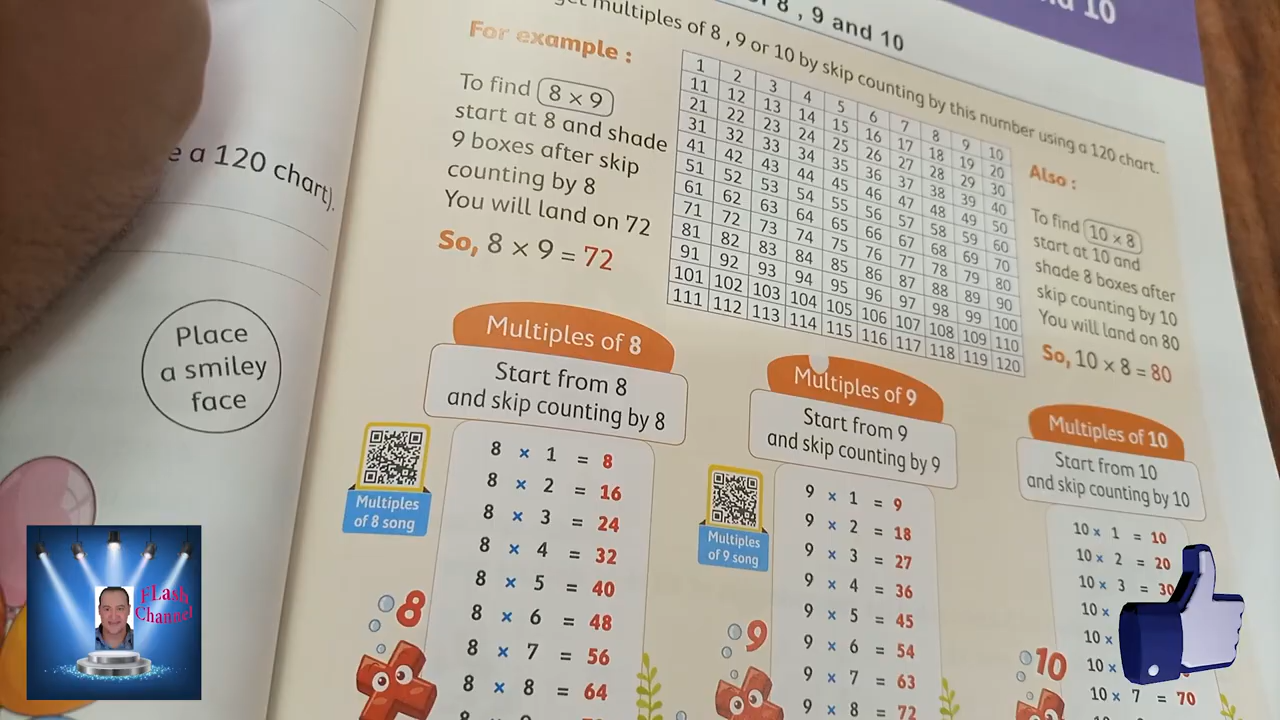 e a 120 chart).
Place
a smiley
face
FLash
Channel
8, 9 and 10
nd 10
multiples of 8, 9 or 10 by skip counting by this number using a 120 chart.
For example :
To find 8 × 9
start at 8 and shade
9 boxes after skip
counting by 8
You will land on 72
So, 8 × 9 = 72
1 2 3 4 5 6 7 8 9 10
11 12 13 14 15 16 17 18 19 20
21 22 23 24 25 26 27 28 29 30
31 32 33 34 35 36 37 38 39 40
41 42 43 44 45 46 47 48 49 50
51 52 53 54 55 56 57 58 59 60
61 62 63 64 65 66 67 68 69 70
71 72 73 74 75 76 77 78 79 80
81 82 83 84 85 86 87 88 89 90
91 92 93 94 95 96 97 98 99 100
101 102 103 104 105 106 107 108 109 110
111 112 113 114 115 116 117 118 119 120
Also :
To find 10 × 8
start at 10 and
shade 8 boxes after
skip counting by 10
You will land on 80
So, 10 × 8 = 80
Multiples of 8
Start from 8
and skip counting by 8
Multiples
of 8 song
8 × 1 = 8
8 × 2 = 16
8 × 3 = 24
8 × 4 = 32
8 × 5 = 40
8 × 6 = 48
8 × 7 = 56
8 × 8 = 64
8
Multiples of 9
Start from 9
and skip counting by 9
Multiples
of 9 song
9 × 1 = 9
9 × 2 = 18
9 × 3 = 27
9 × 4 = 36
9 × 5 = 45
9 × 6 = 54
9 × 7 = 63
9 × 8 = 72
9
Multiples of 10
Start from 10
and skip counting by 10
10 × 1 = 10
10 × 2 = 20
10 × 3 = 30
10 ×
10 ×
10 ×
10 × 7 = 70
10